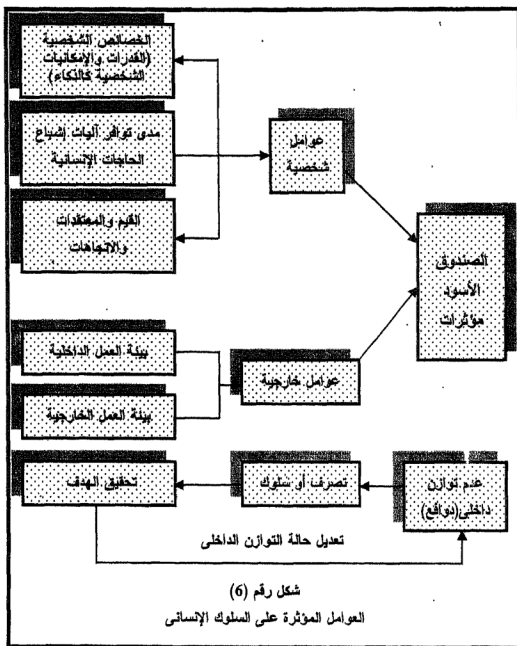 الخصائص الشخصية
(القدرات والإمكانيات
الشخصية كالذكاء)
مدى توافر آليات إشباع
الحاجات الإنسانية
القيم والمعتقدات
والاتجاهات
عوامل
شخصية
الصندوق
الأسود
مؤثرات
بيئة العمل الداخلية
بيئة العمل الخارجية
عوامل خارجية
عدم توازن
داخلى(دوافع)
تصرف أو سلوك
تحقيق الهدف
تعديل حالة التوازن الداخلى
شكل رقم (6)
العوامل المؤثرة على السلوك الإنسانى